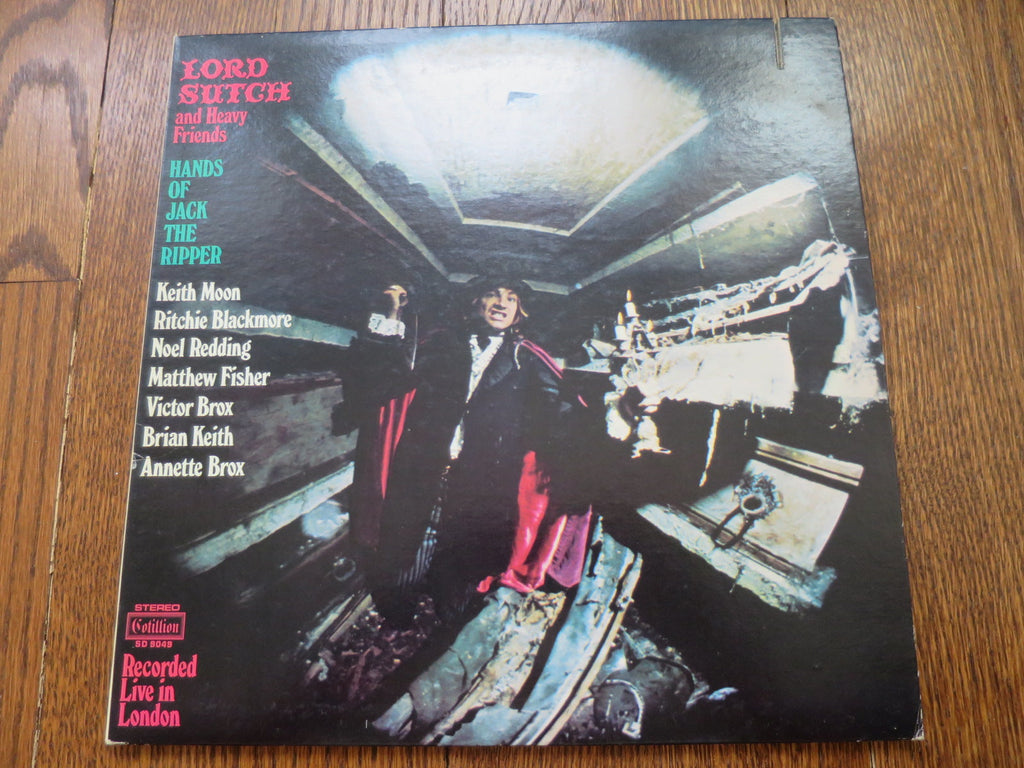 LORD
SUTCH
and Heavy
Friends
HANDS
OF
JACK
THE
RIPPER
Keith Moon
Ritchie Blackmore
Noel Redding
Matthew Fisher
Victor Brox
Brian Keith
Annette Brox
STEREO
Cotillion
SD 9049
Recorded
Live in
London